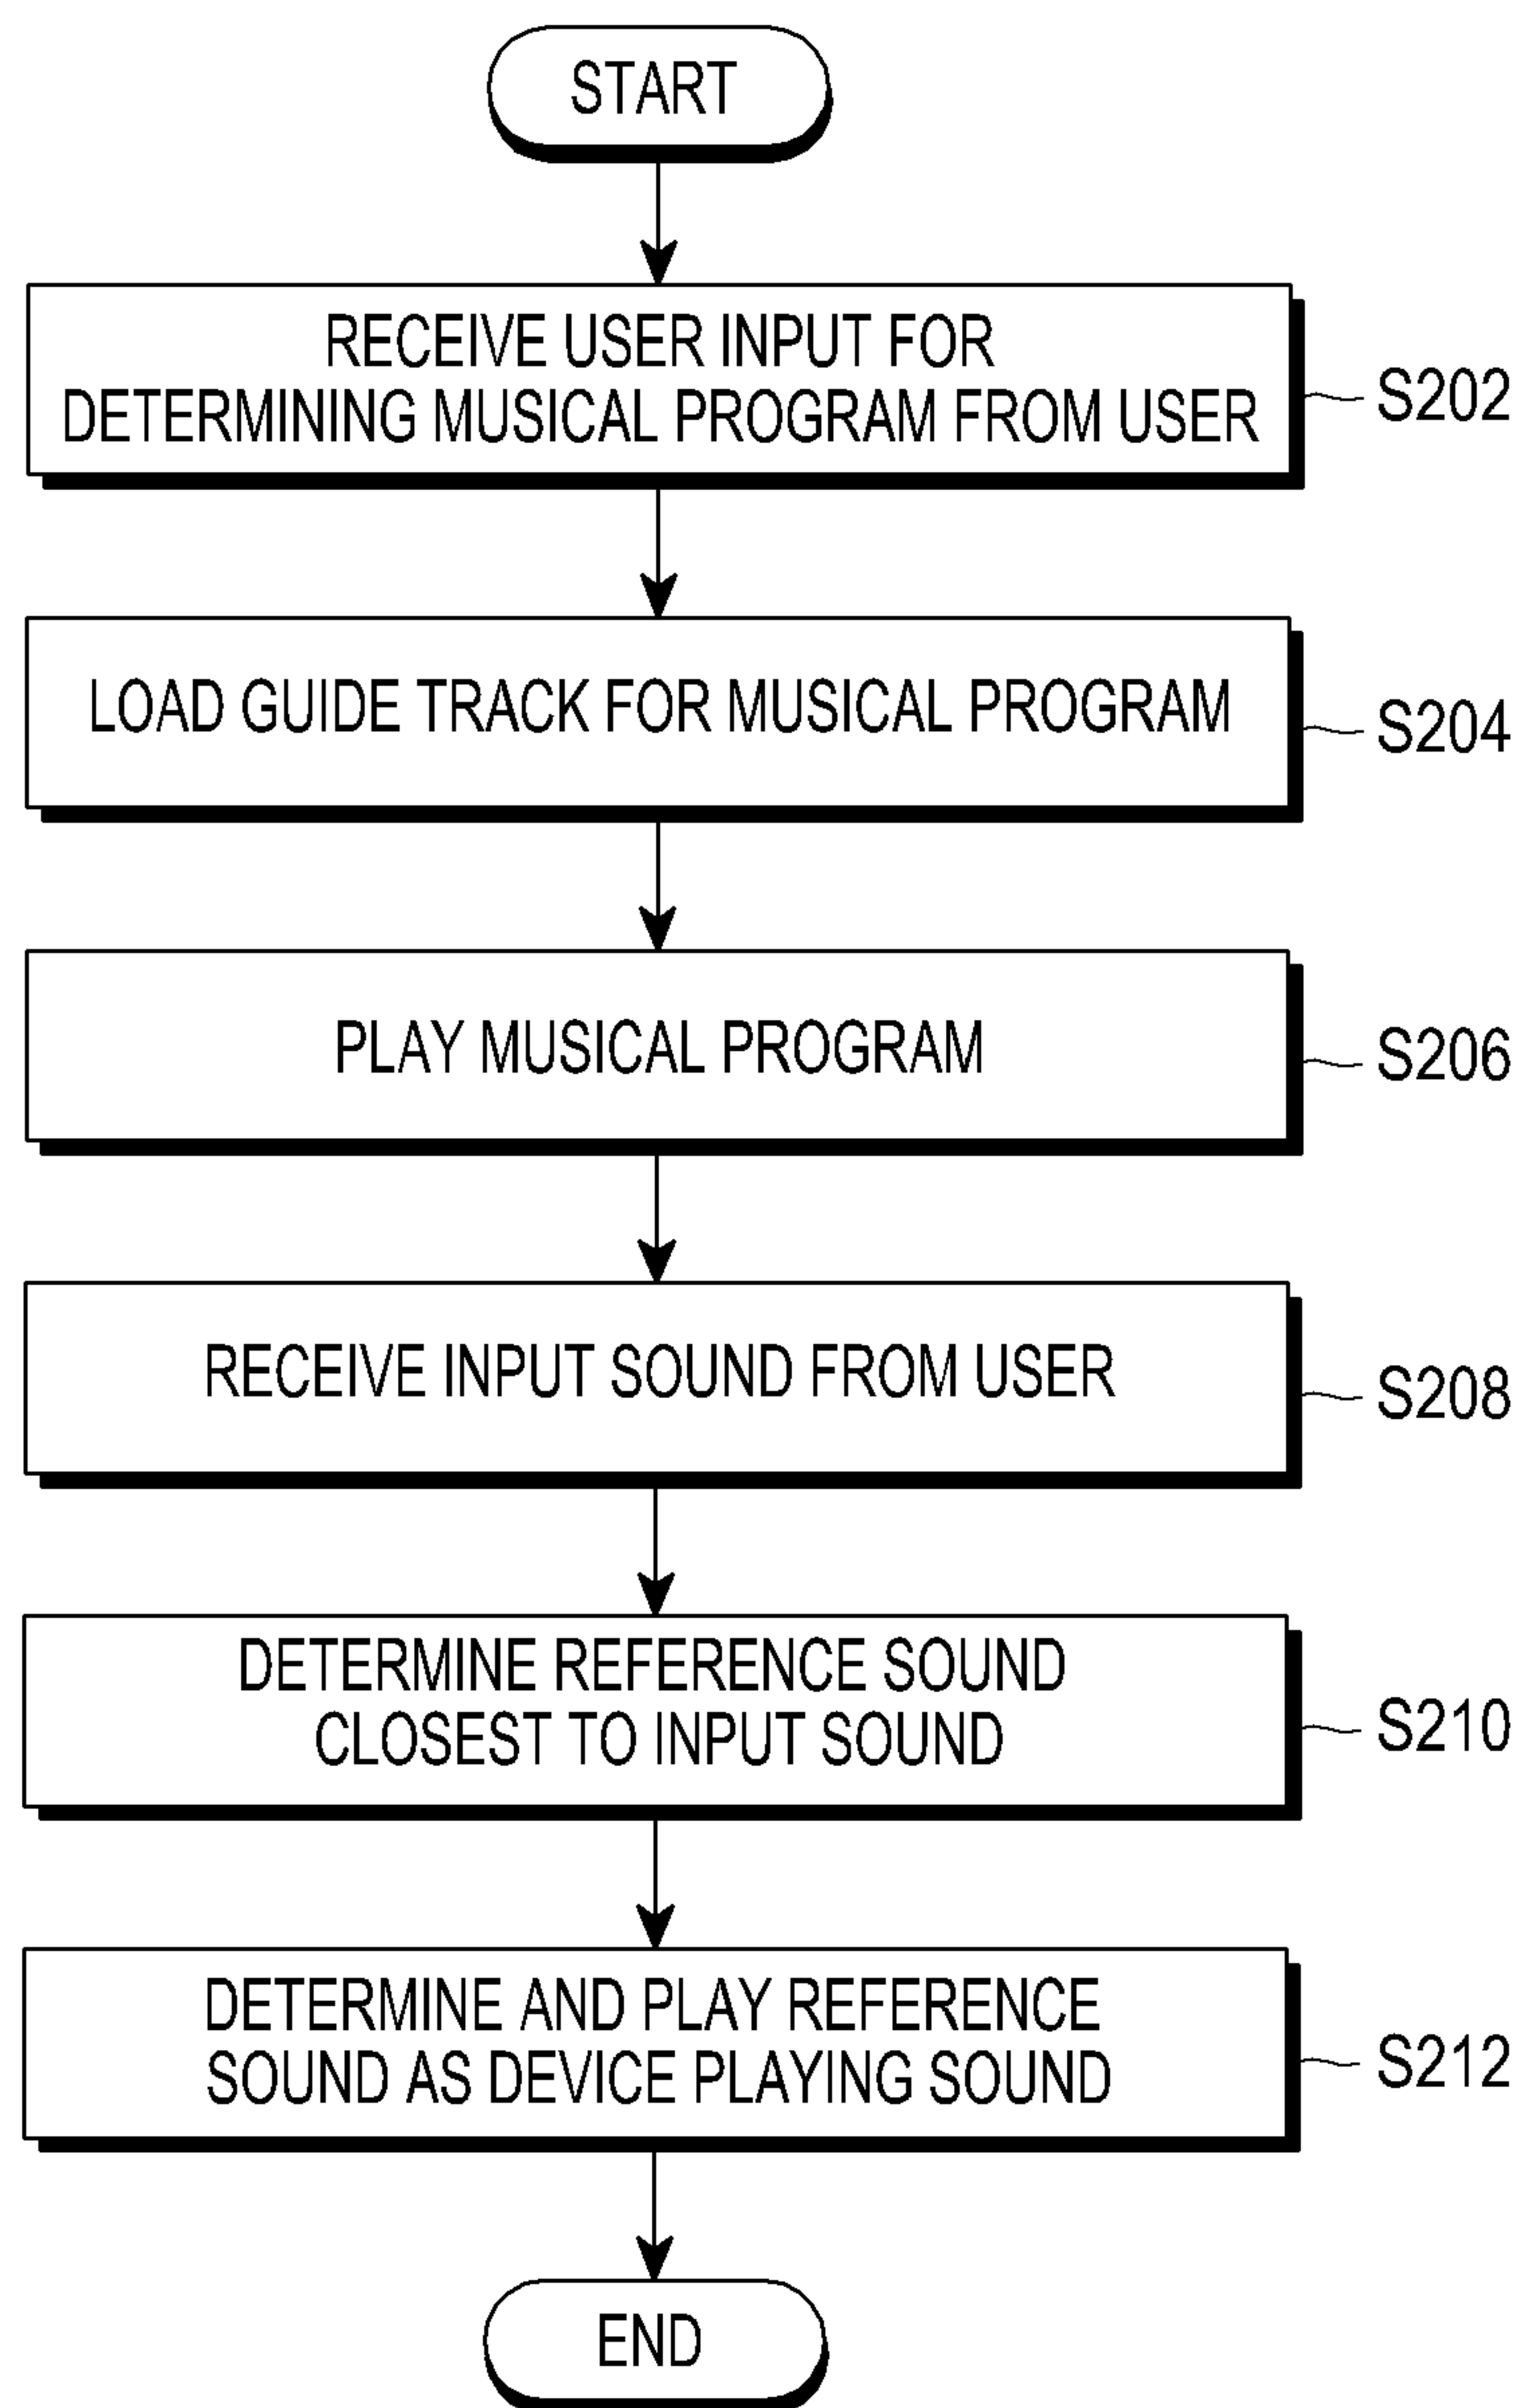 START
RECEIVE USER INPUT FOR
DETERMINING MUSICAL PROGRAM FROM USER
S202
LOAD GUIDE TRACK FOR MUSICAL PROGRAM
S204
PLAY MUSICAL PROGRAM
S206
RECEIVE INPUT SOUND FROM USER
S208
DETERMINE REFERENCE SOUND
CLOSEST TO INPUT SOUND
S210
DETERMINE AND PLAY REFERENCE
SOUND AS DEVICE PLAYING SOUND
S212
END